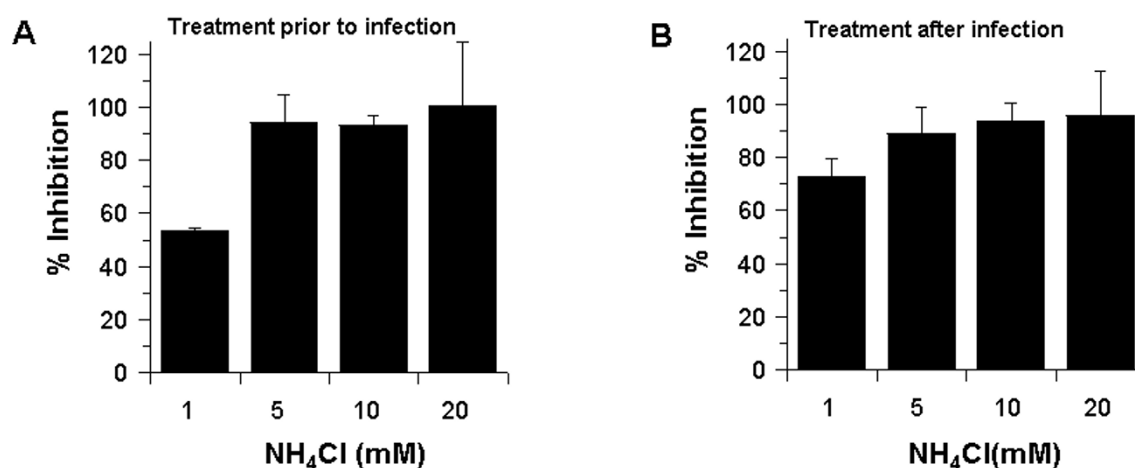 A
Treatment prior to infection
% Inhibition
120
100
80
60
40
20
0
1 5 10 20
NH₄Cl (mM)
B
Treatment after infection
% Inhibition
120
100
80
60
40
20
0
1 5 10 20
NH₄Cl(mM)